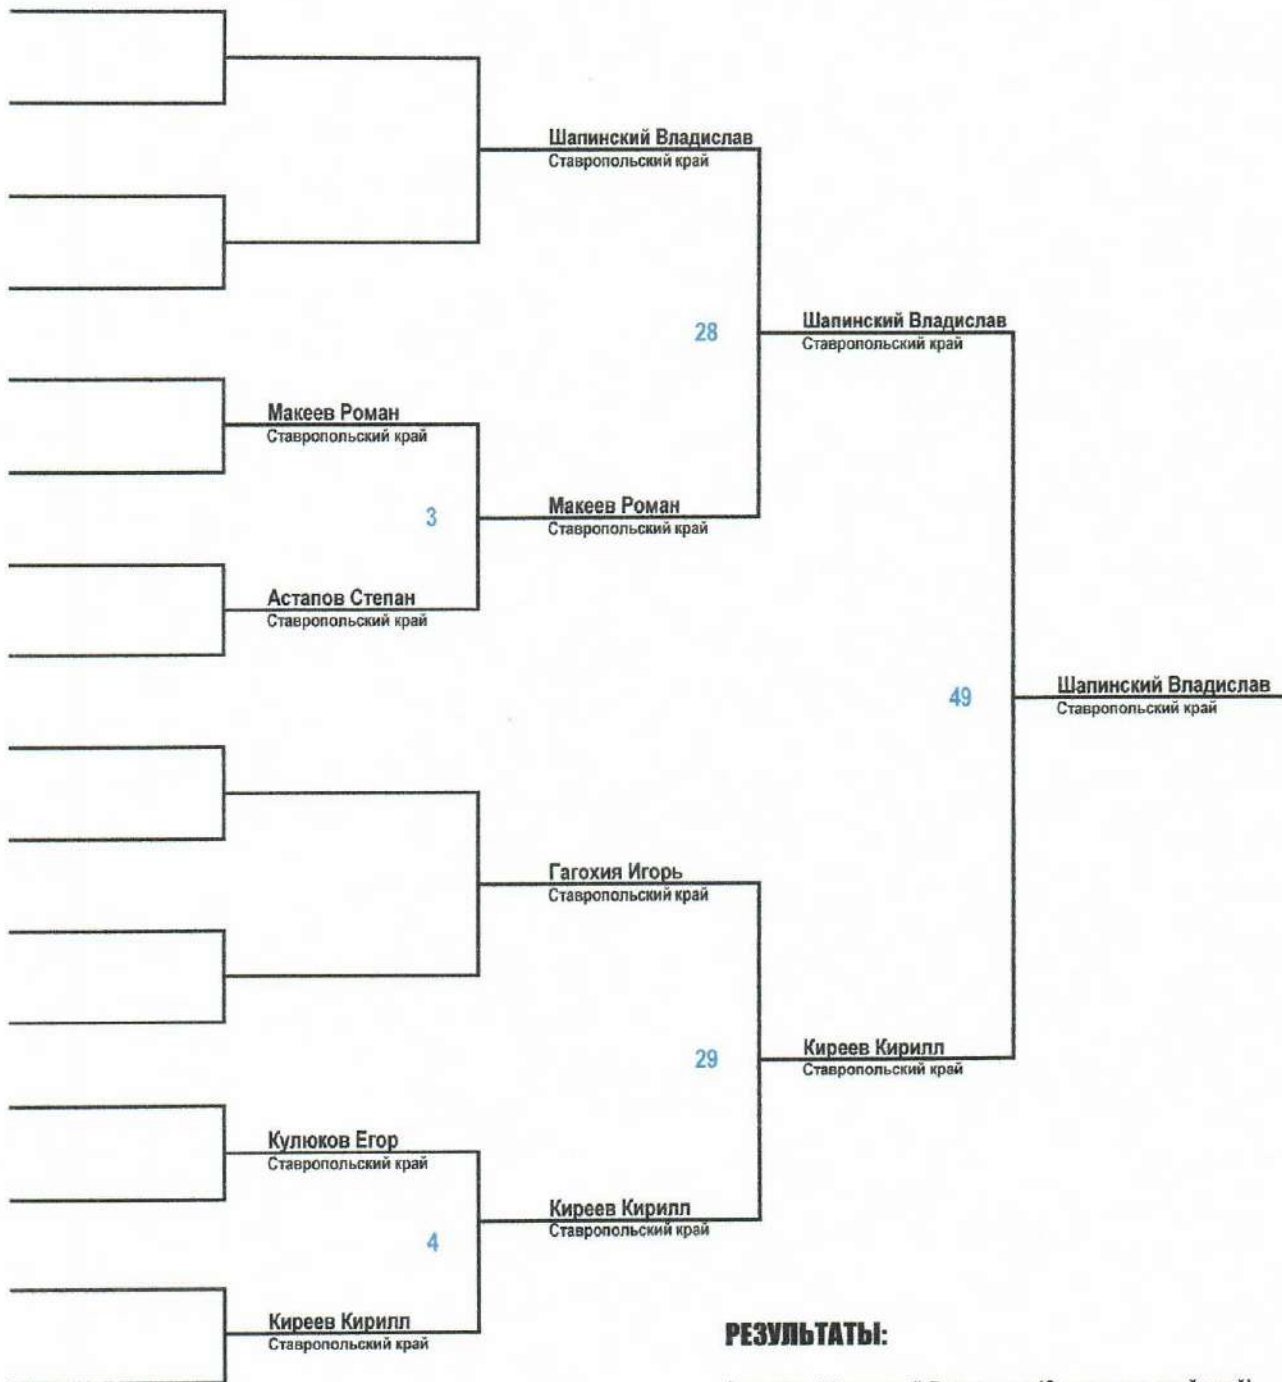 Шапинский Владислав
Ставропольский край
28
Шапинский Владислав
Ставропольский край
Макеев Роман
Ставропольский край
3
Макеев Роман
Ставропольский край
Астапов Степан
Ставропольский край
49
Шапинский Владислав
Ставропольский край
Гагохия Игорь
Ставропольский край
29
Киреев Кирилл
Ставропольский край
Кулюков Егор
Ставропольский край
4
Киреев Кирилл
Ставропольский край
Киреев Кирилл
Ставропольский край
РЕЗУЛЬТАТЫ: